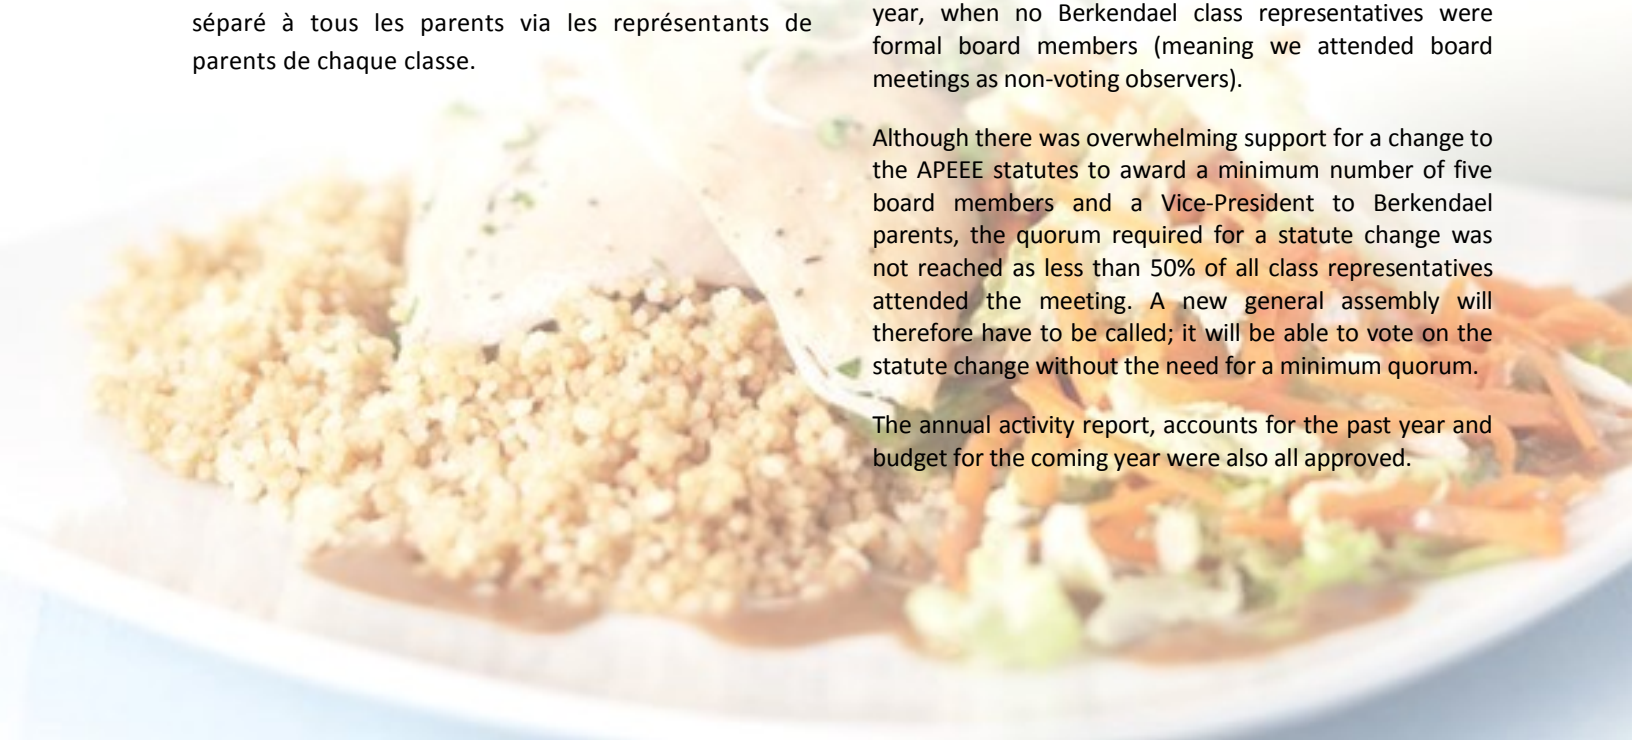 séparé à tous les parents via les représentants de
parents de chaque classe.
year, when no Berkendael class representatives were
formal board members (meaning we attended board
meetings as non-voting observers).
Although there was overwhelming support for a change to
the APEEE statutes to award a minimum number of five
board members and a Vice-President to Berkendael
parents, the quorum required for a statute change was
not reached as less than 50% of all class representatives
attended the meeting. A new general assembly will
therefore have to be called; it will be able to vote on the
statute change without the need for a minimum quorum.
The annual activity report, accounts for the past year and
budget for the coming year were also all approved.